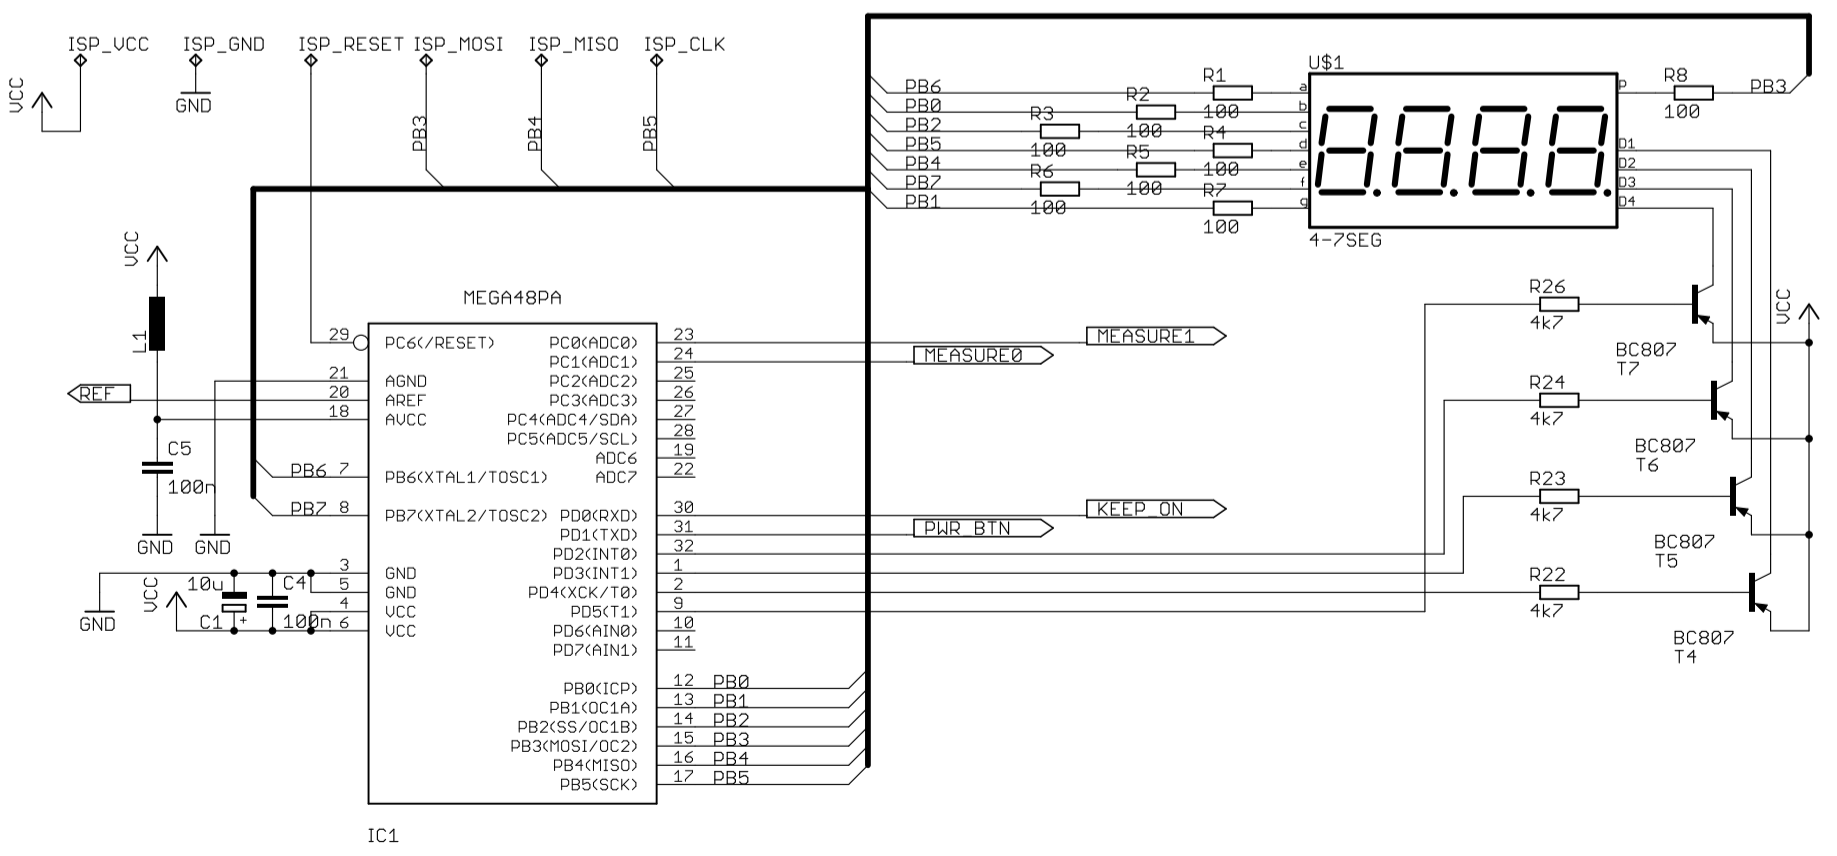 ISP_VCC ISP_GND ISP_RESET ISP_MOSI ISP_MISO ISP_CLK
VCC
GND
PB3 PB4 PB5
U$1
PB6 R1 a P R8 PB3
PB0 R2 100 b 100
PB2 R3 100 c
PB5 100 R4 d D1
PB4 R5 100 e D2
PB7 R6 100 f D3
PB1 100 R7 g D4
100
4-7SEG
VCC
L1
MEGA48PA
29 PC6(/RESET) PC0(ADC0) 23 MEASURE1
PC1(ADC1) 24 MEASURE0
21 AGND PC2(ADC2) 25
REF 20 AREF PC3(ADC3) 26
18 AVCC PC4(ADC4/SDA) 27
PC5(ADC5/SCL) 28
C5 ADC6 19
100n
PB6 7 PB6(XTAL1/TOSC1) ADC7 22
PB7 8 PB7(XTAL2/TOSC2) PD0(RXD) 30 KEEP_ON
PD1(TXD) 31 PWR_BTN
GND GND PD2(INT0) 32
3 GND PD3(INT1) 1
10u C4 5 GND PD4(XCK/T0) 2
VCC
4 VCC PD5(T1) 9
GND C1 + 100n 6 VCC PD6(AIN0) 10
PD7(AIN1) 11
PB0(ICP) 12 PB0
PB1(OC1A) 13 PB1
PB2(SS/OC1B) 14 PB2
PB3(MOSI/OC2) 15 PB3
PB4(MISO) 16 PB4
PB5(SCK) 17 PB5
IC1
R26
4k7
VCC
BC807
T7
R24
4k7
BC807
T6
R23
4k7
BC807
T5
R22
4k7
BC807
T4